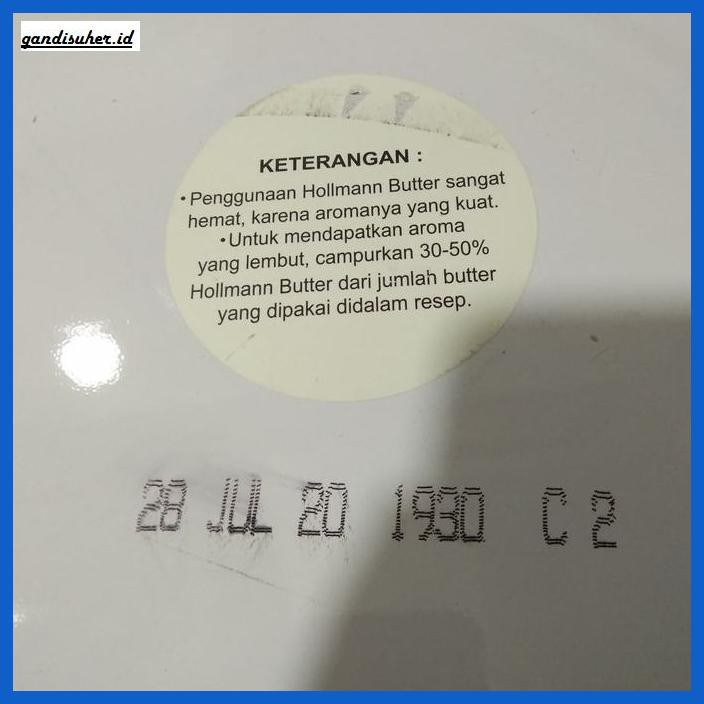 gandisuher.id
KETERANGAN :
• Penggunaan Hollmann Butter sangat
hemat, karena aromanya yang kuat.
• Untuk mendapatkan aroma
yang lembut, campurkan 30-50%
Hollmann Butter dari jumlah butter
yang dipakai didalam resep.
28 JUL 20 1930 C 2